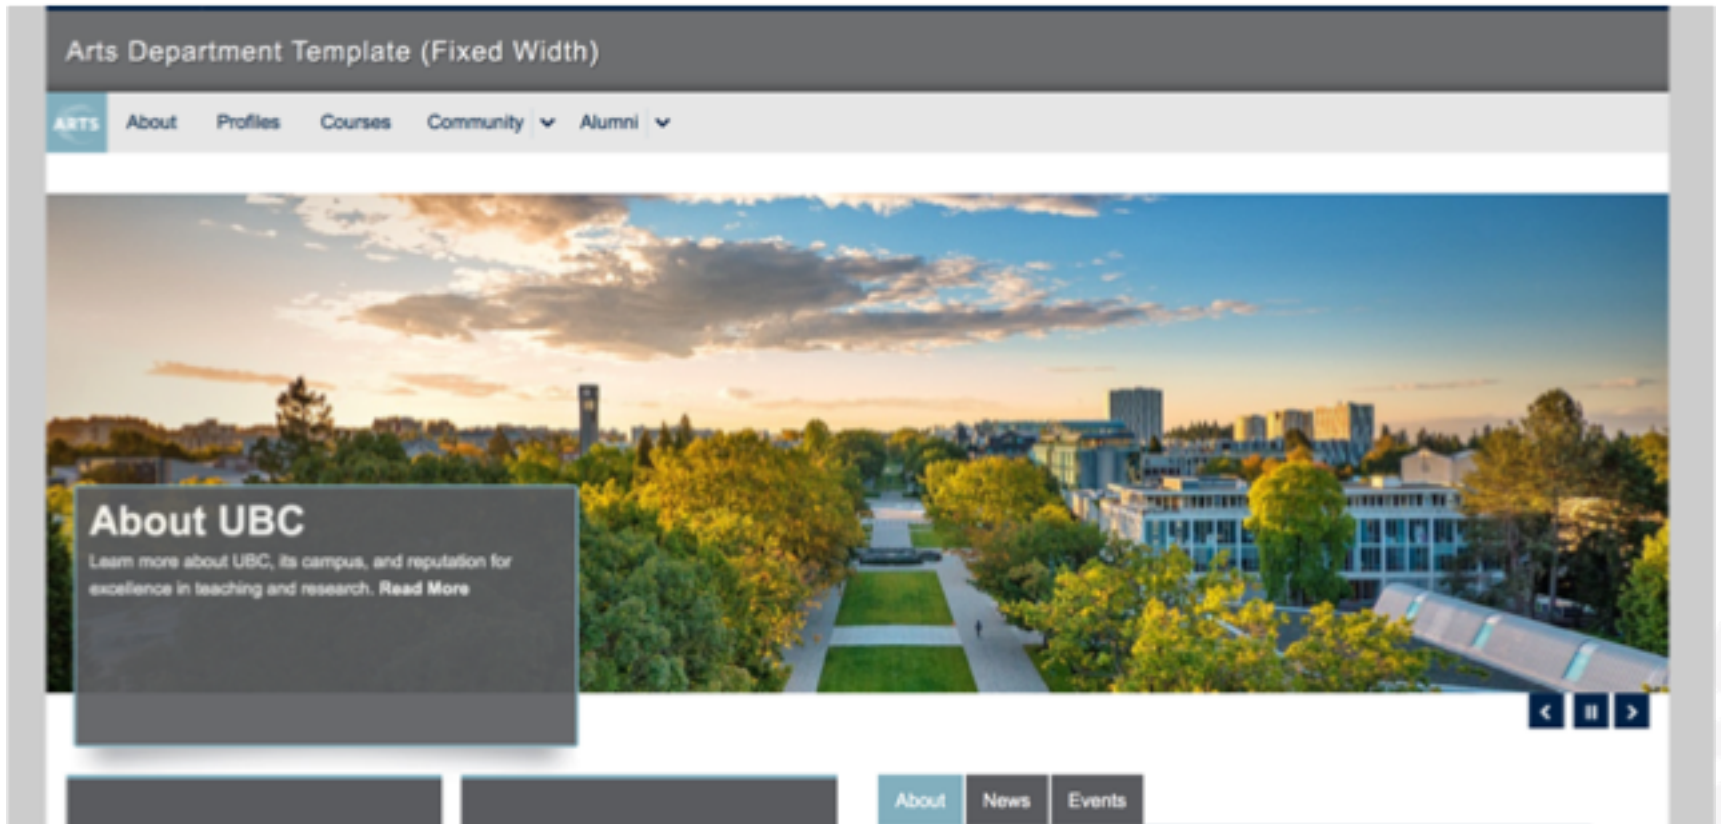 Arts Department Template (Fixed Width)
ARTS About Profiles Courses Community Alumni
About UBC
Learn more about UBC, its campus, and reputation for
excellence in teaching and research. Read More
About News Events